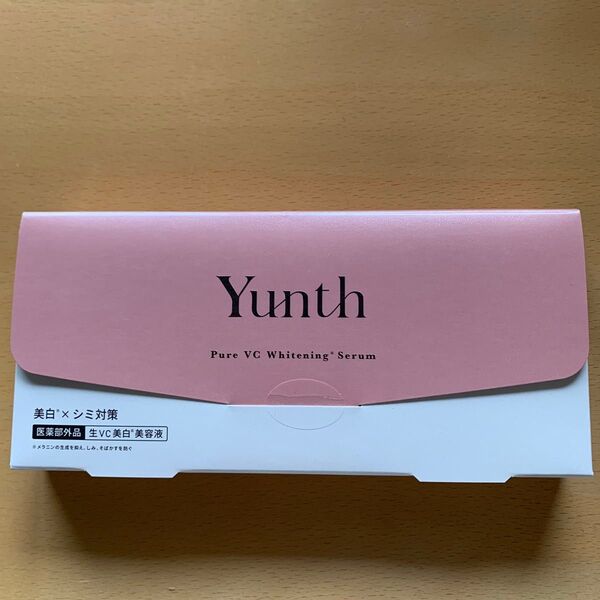 Yunth
Pure VC Whitening* Serum
美白*×シミ対策
医薬部外品 生VC美白*美容液
*メラニンの生成を抑え、しみ、そばかすを防ぐ